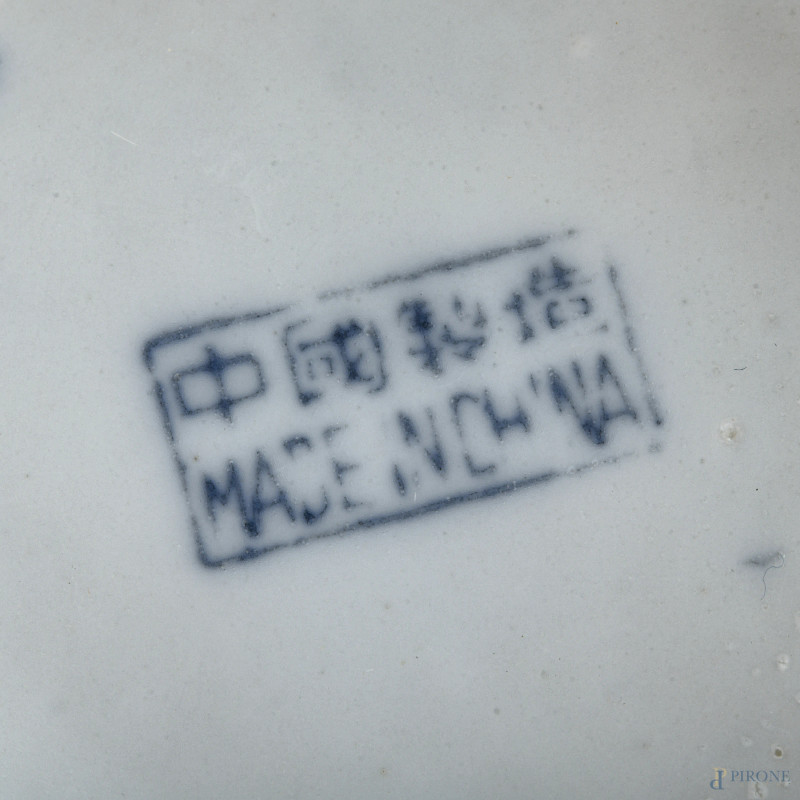 中國製造
MADE IN CHINA
PIRONE